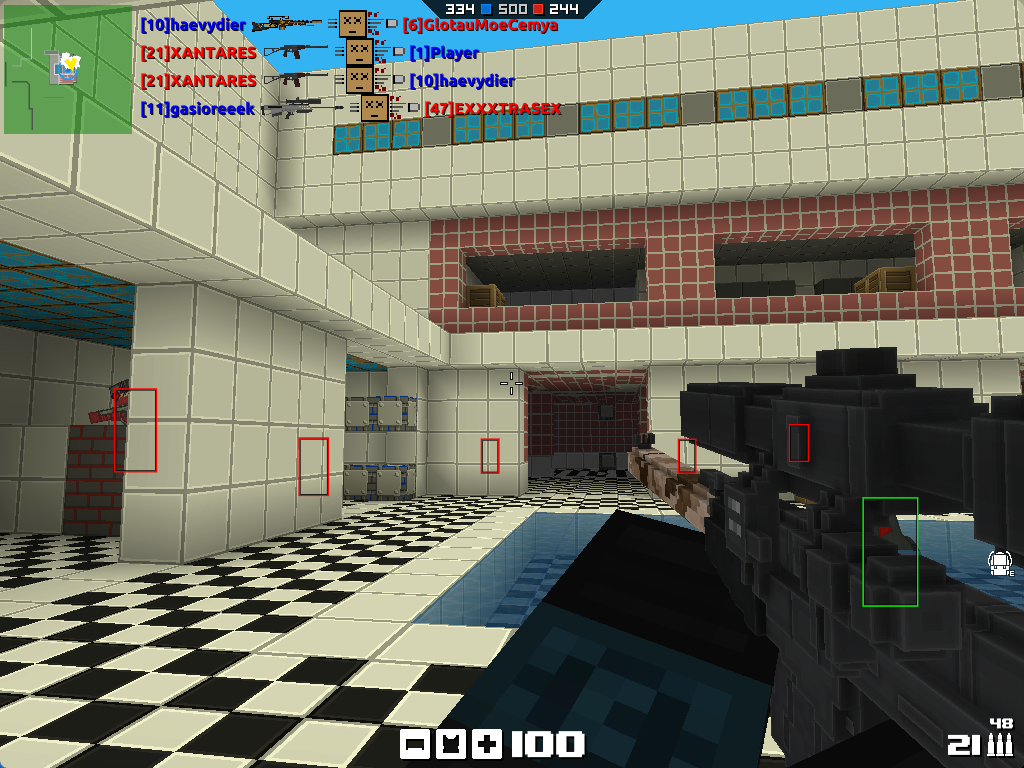 334 500 244
[10]haevydier [6]GlotauMoeCemya
[21]XANTARES [1]Player
[21]XANTARES [10]haevydier
[11]gasioreeek [47]EXXXTRASEX
E
100
48
21